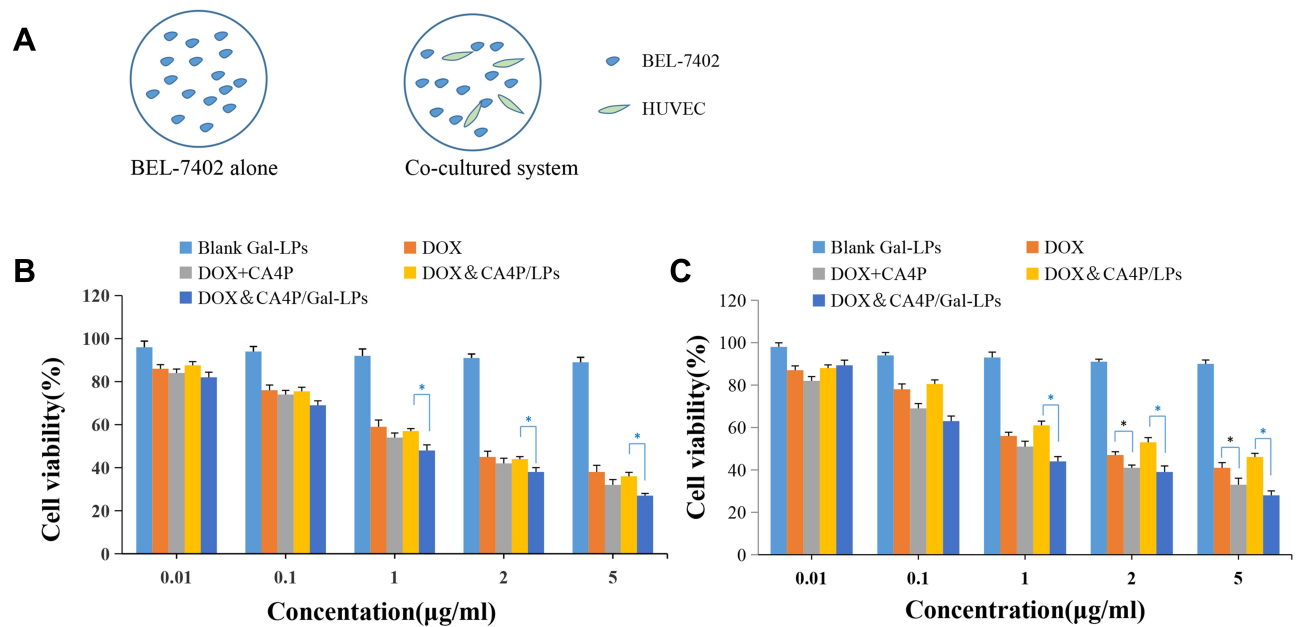 A
BEL-7402
HUVEC
BEL-7402 alone
Co-cultured system
B
Blank Gal-LPs
DOX
DOX+CA4P
DOX&CA4P/LPs
DOX&CA4P/Gal-LPs
Cell viability(%)
120
100
80
60
40
20
0
* * *
0.01 0.1 1 2 5
Concentation(μg/ml)
C
Blank Gal-LPs
DOX
DOX+CA4P
DOX&CA4P/LPs
DOX&CA4P/Gal-LPs
Cell viability(%)
120
100
80
60
40
20
0
* * * * *
0.01 0.1 1 2 5
Concentration(μg/ml)